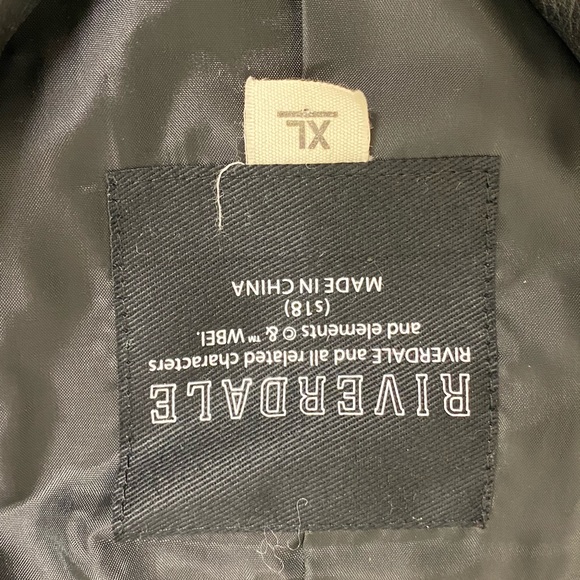 RIVERDALE
RIVERDALE and all related characters
and elements © & ™ WBEI.
(s18)
MADE IN CHINA
XL